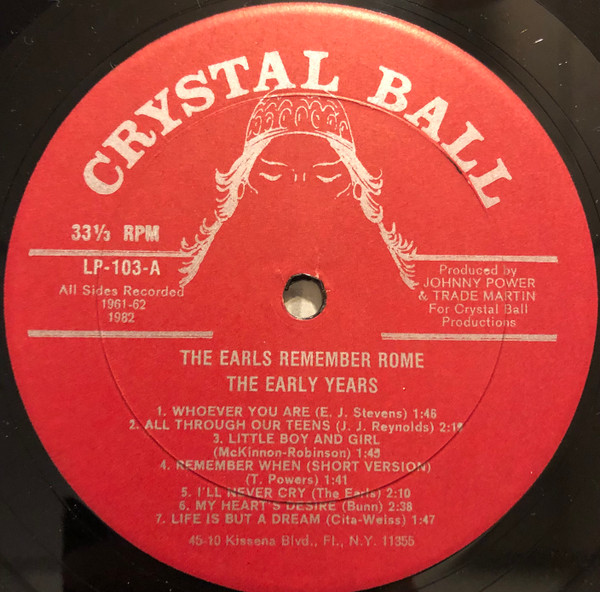 CRYSTAL BALL
33⅓ RPM
LP-103-A
All Sides Recorded
1961-62
1982
Produced by
JOHNNY POWER
& TRADE MARTIN
For Crystal Ball
Productions
THE EARLS REMEMBER ROME
THE EARLY YEARS
1. WHOEVER YOU ARE (E. J. Stevens) 1:46
2. ALL THROUGH OUR TEENS (J. J. Reynolds)
3. LITTLE BOY AND GIRL
(McKinnon-Robinson) 1:45
4. REMEMBER WHEN (SHORT VERSION)
(T. Powers) 1:41
5. I'LL NEVER CRY (The Earls) 2:10
6. MY HEART'S DESIRE (Bunn) 2:38
7. LIFE IS BUT A DREAM (Cita-Weiss) 1:47
45-10 Kissena Blvd., Fl., N.Y. 11355